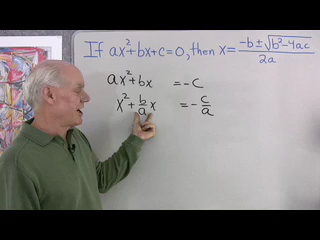 If ax²+bx+c=0, then x= (-b±√(b²-4ac))/(2a)
ax²+bx = -c
x²+(b/a)x = -(c/a)